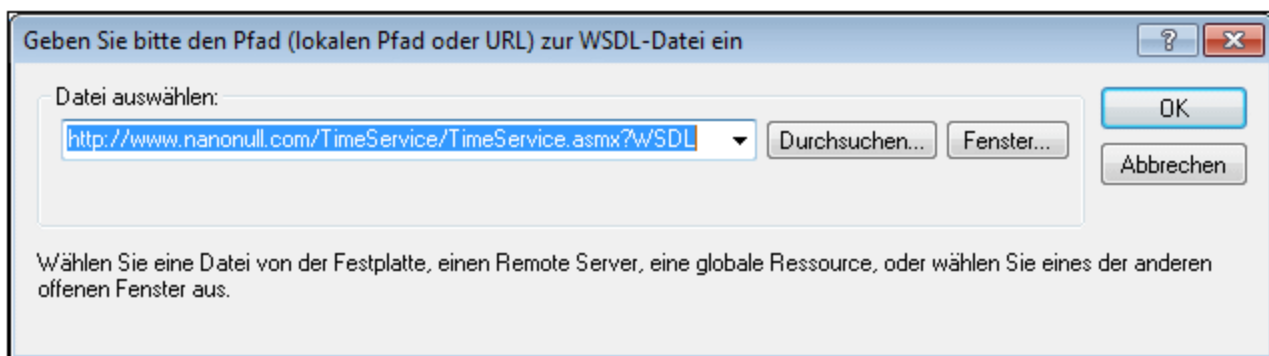 Geben Sie bitte den Pfad (lokalen Pfad oder URL) zur WSDL-Datei ein
Datei auswählen:
http://www.nanonull.com/TimeService/TimeService.asmx?WSDL
Durchsuchen...
Fenster...
OK
Abbrechen
Wählen Sie eine Datei von der Festplatte, einen Remote Server, eine globale Ressource, oder wählen Sie eines der anderen
offenen Fenster aus.